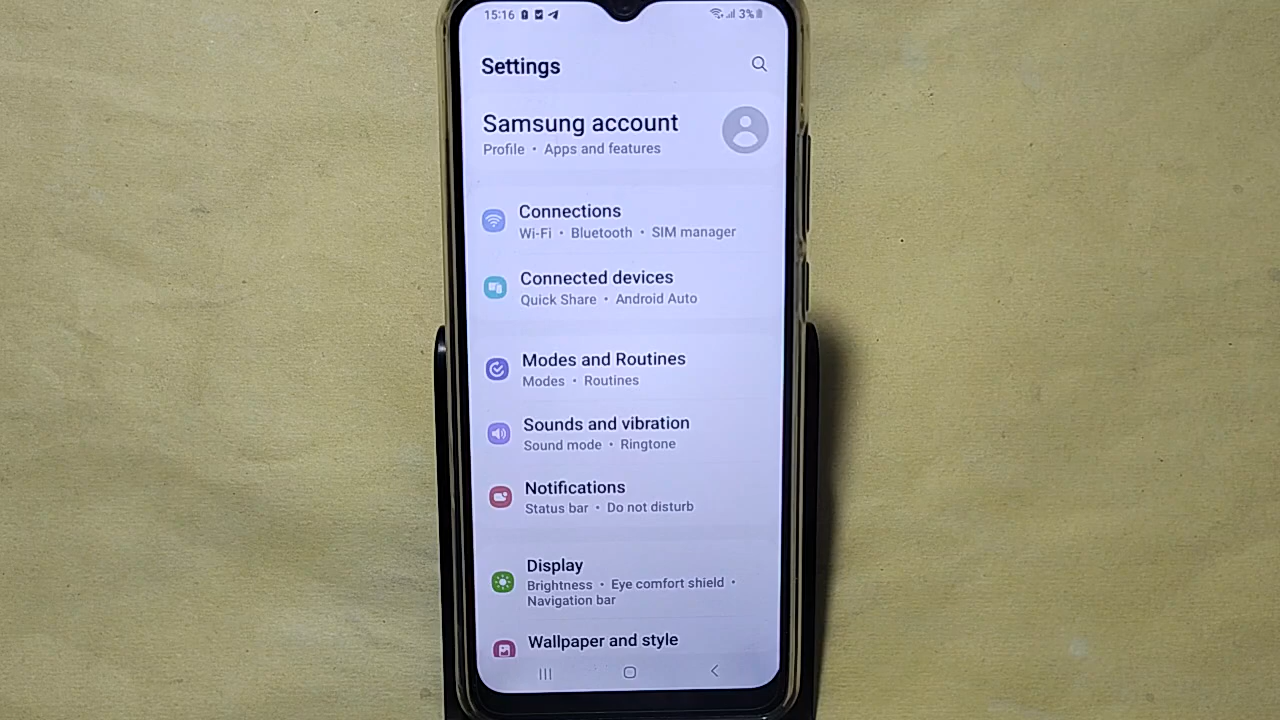 15:16 3%
Settings
Samsung account
Profile • Apps and features
Connections
Wi-Fi • Bluetooth • SIM manager
Connected devices
Quick Share • Android Auto
Modes and Routines
Modes • Routines
Sounds and vibration
Sound mode • Ringtone
Notifications
Status bar • Do not disturb
Display
Brightness • Eye comfort shield •
Navigation bar
Wallpaper and style